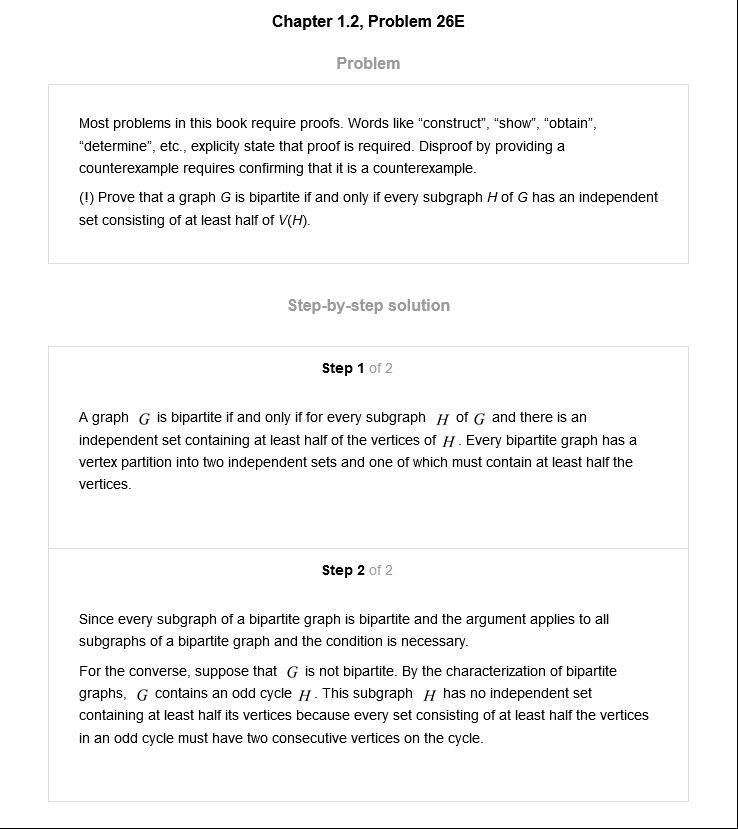 Chapter 1.2, Problem 26E
Problem
Most problems in this book require proofs. Words like “construct”, “show”, “obtain”,
“determine”, etc., explicity state that proof is required. Disproof by providing a
counterexample requires confirming that it is a counterexample.
(!) Prove that a graph G is bipartite if and only if every subgraph H of G has an independent
set consisting of at least half of V(H).
Step-by-step solution
Step 1 of 2
A graph G is bipartite if and only if for every subgraph H of G and there is an
independent set containing at least half of the vertices of H. Every bipartite graph has a
vertex partition into two independent sets and one of which must contain at least half the
vertices.
Step 2 of 2
Since every subgraph of a bipartite graph is bipartite and the argument applies to all
subgraphs of a bipartite graph and the condition is necessary.
For the converse, suppose that G is not bipartite. By the characterization of bipartite
graphs, G contains an odd cycle H. This subgraph H has no independent set
containing at least half its vertices because every set consisting of at least half the vertices
in an odd cycle must have two consecutive vertices on the cycle.